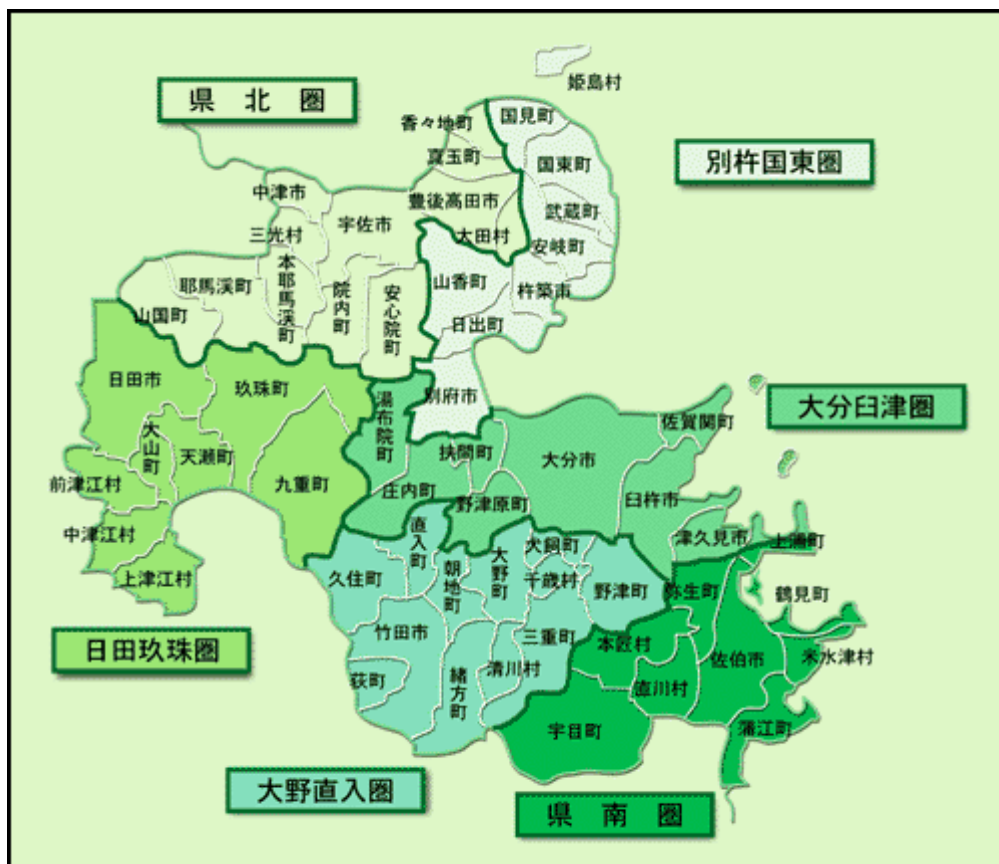 姫島村
県北圏
国見町
香々地町
真玉町
国東町
別杵国東圏
中津市
豊後高田市
武蔵町
宇佐市
三光村
太田村
安岐町
本耶馬渓町
耶馬渓町
院内町
安心院町
山香町
杵築市
山国町
日出町
日田市
玖珠町
湯布院町
別府市
大分臼津圏
佐賀関町
大山町
天瀬町
挾間町
大分市
前津江村
九重町
庄内町
野津原町
臼杵市
中津江村
直入町
津久見市
上浦町
上津江村
久住町
朝地町
大野町
犬飼町
千歳村
野津町
弥生町
鶴見町
日田玖珠圏
竹田市
三重町
本匠村
佐伯市
米水津村
荻町
緒方町
清川村
直川村
宇目町
蒲江町
大野直入圏
県南圏